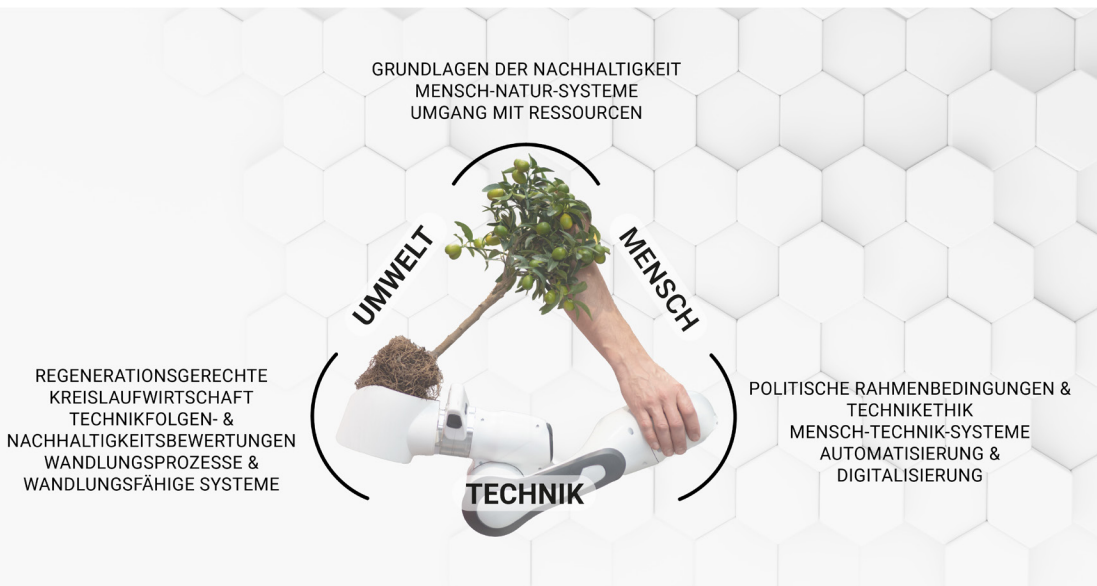 GRUNDLAGEN DER NACHHALTIGKEIT
MENSCH-NATUR-SYSTEME
UMGANG MIT RESSOURCEN
UMWELT
MENSCH
TECHNIK
REGENERATIONSGERECHTE
KREISLAUFWIRTSCHAFT
TECHNIKFOLGEN- &
NACHHALTIGKEITSBEWERTUNGEN
WANDLUNGSPROZESSE &
WANDLUNGSFÄHIGE SYSTEME
POLITISCHE RAHMENBEDINGUNGEN &
TECHNIKETHIK
MENSCH-TECHNIK-SYSTEME
AUTOMATISIERUNG &
DIGITALISIERUNG